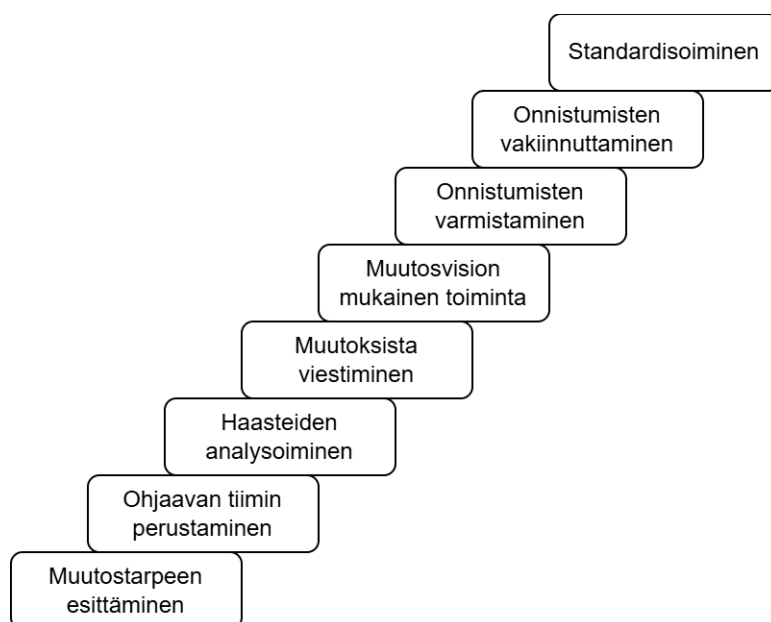 Standardisoiminen
Onnistumisten
vakiinnuttaminen
Onnistumisten
varmistaminen
Muutosvision
mukainen toiminta
Muutoksista
viestiminen
Haasteiden
analysoiminen
Ohjaavan tiimin
perustaminen
Muutostarpeen
esittäminen